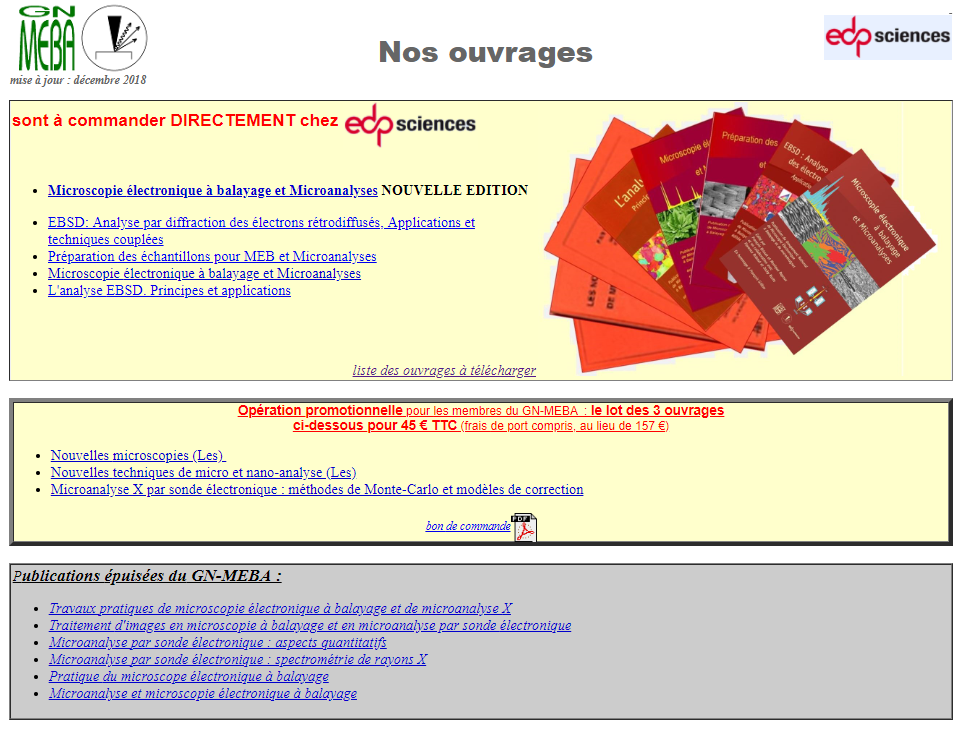 GN
MEBA
mise à jour : décembre 2018
Nos ouvrages
edp sciences
sont à commander DIRECTEMENT chez edp sciences
Microscopie électronique à balayage et Microanalyses NOUVELLE EDITION
EBSD: Analyse par diffraction des électrons rétrodiffusés, Applications et
techniques couplées
Préparation des échantillons pour MEB et Microanalyses
Microscopie électronique à balayage et Microanalyses
L'analyse EBSD. Principes et applications
liste des ouvrages à télécharger
L'analy
Princi
Microscopie é
et M
Préparation des
et
EBSD : Analyse
des électro
Applicatio
Microscopie électronique
à balayage
et Microanalyses
Opération promotionnelle pour les membres du GN-MEBA : le lot des 3 ouvrages
ci-dessous pour 45 € TTC (frais de port compris, au lieu de 157 €)
Nouvelles microscopies (Les)
Nouvelles techniques de micro et nano-analyse (Les)
Microanalyse X par sonde électronique : méthodes de Monte-Carlo et modèles de correction
bon de commande PDF
Publications épuisées du GN-MEBA :
Travaux pratiques de microscopie électronique à balayage et de microanalyse X
Traitement d'images en microscopie à balayage et en microanalyse par sonde électronique
Microanalyse par sonde électronique : aspects quantitatifs
Microanalyse par sonde électronique : spectrométrie de rayons X
Pratique du microscope électronique à balayage
Microanalyse et microscopie électronique à balayage